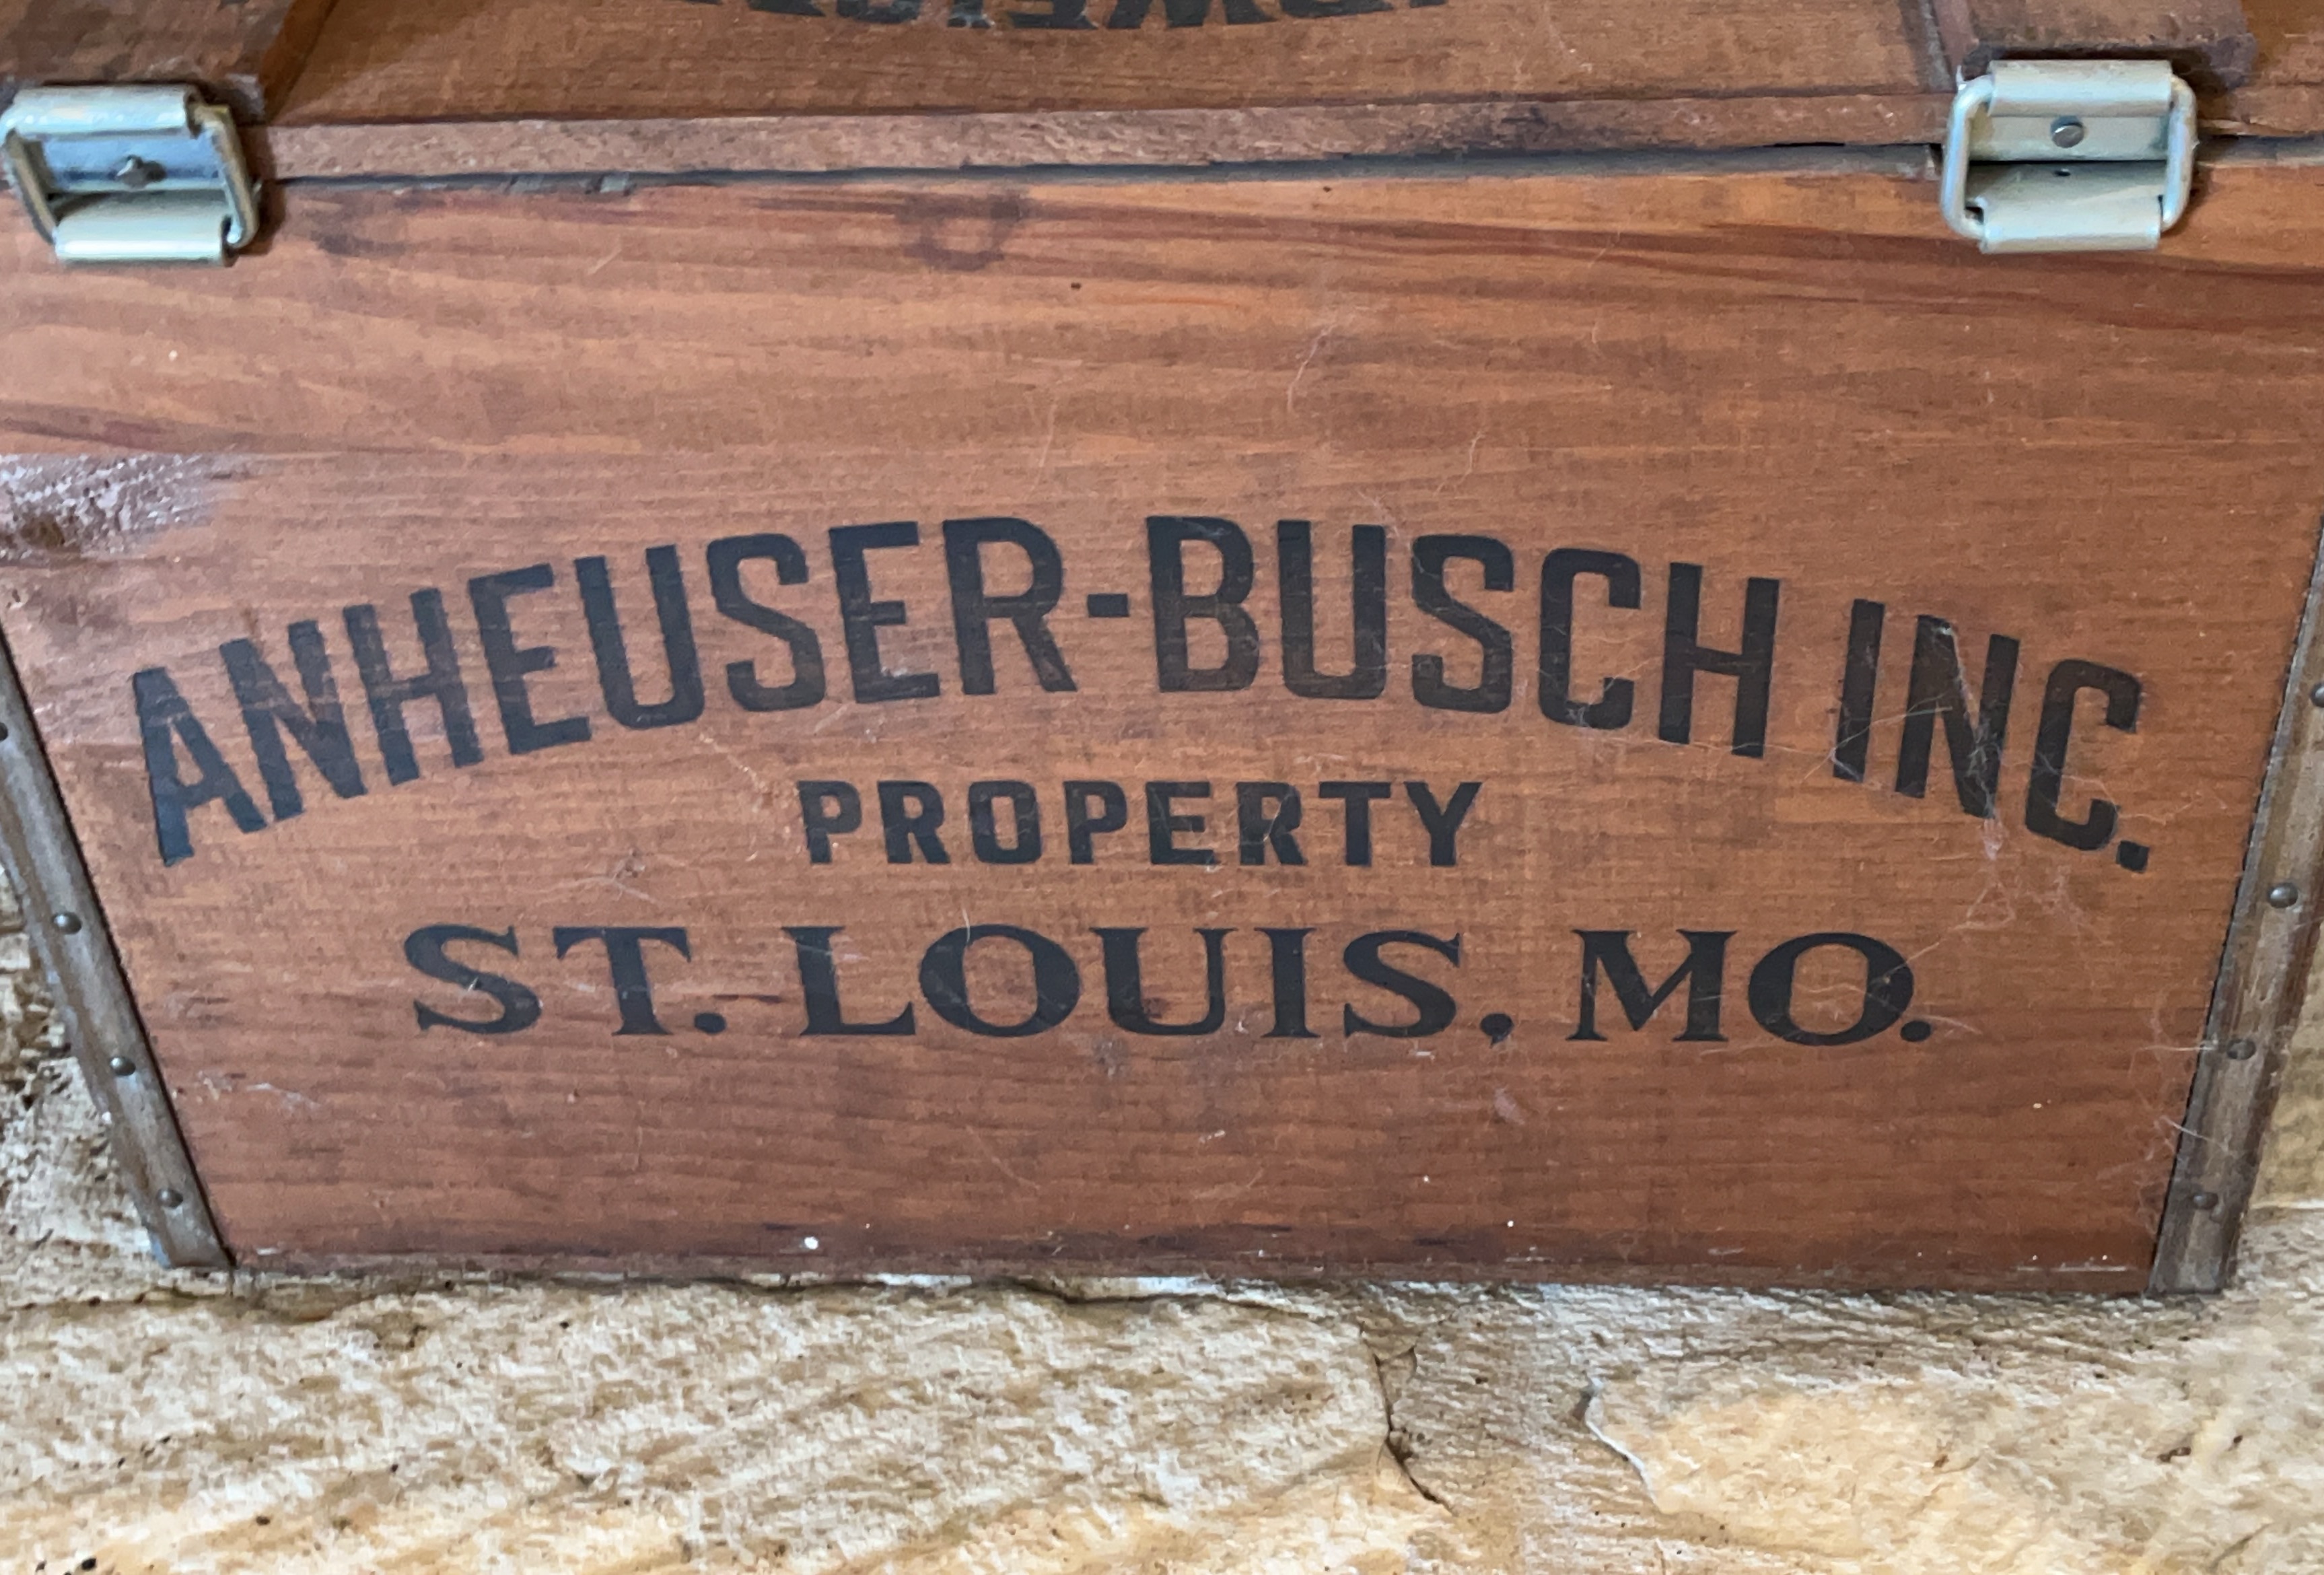 ANHEUSER-BUSCH INC.
PROPERTY
ST. LOUIS, MO.